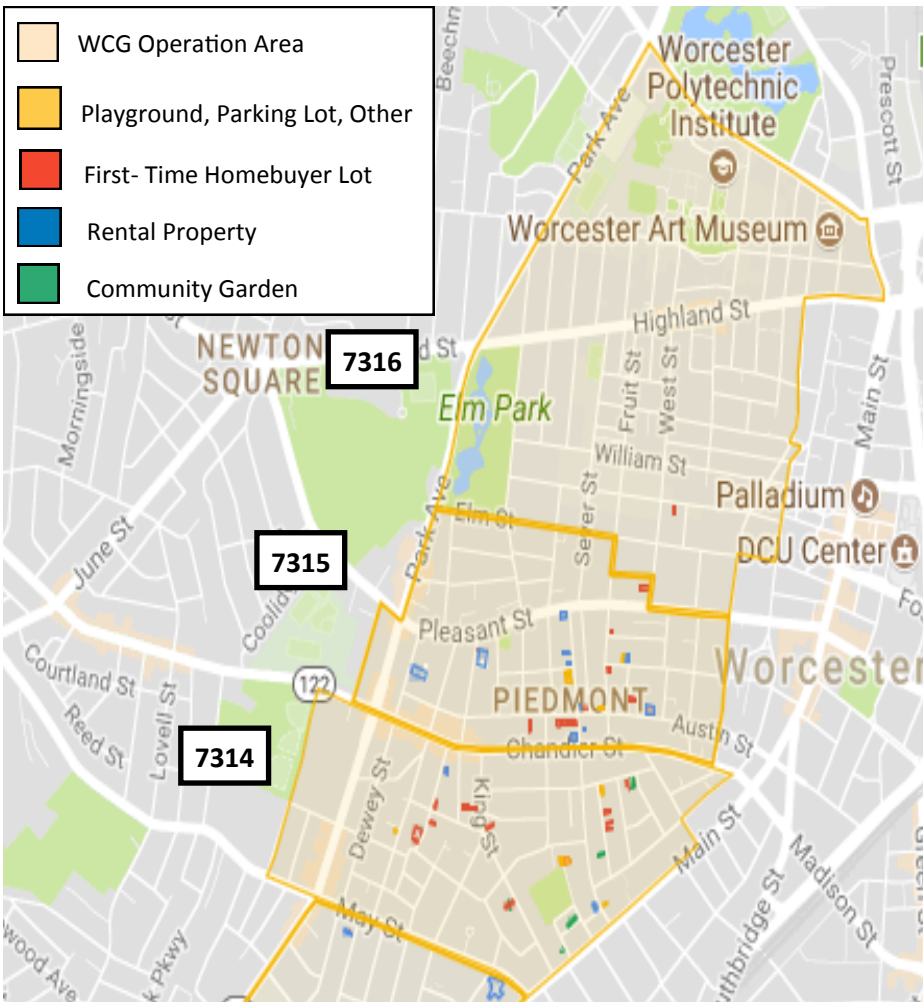 WCG Operation Area
Playground, Parking Lot, Other
First- Time Homebuyer Lot
Rental Property
Community Garden
Beechm
Worcester
Polytechnic
Institute
Prescott St
Park Ave
Worcester Art Museum
Highland St
NEWTON
SQUARE
7316
d St
Morningside
Elm Park
Fruit St
West St
Main St
William St
Sever St
Palladium
DCU Center
Elm St
Park Ave
June St
7315
Pleasant St
Worcester
Courtland St
122
Reed St
Lovell St
PIEDMONT
Austin St
Chandler St
7314
Dewey St
King St
Main St
Madison St
May St